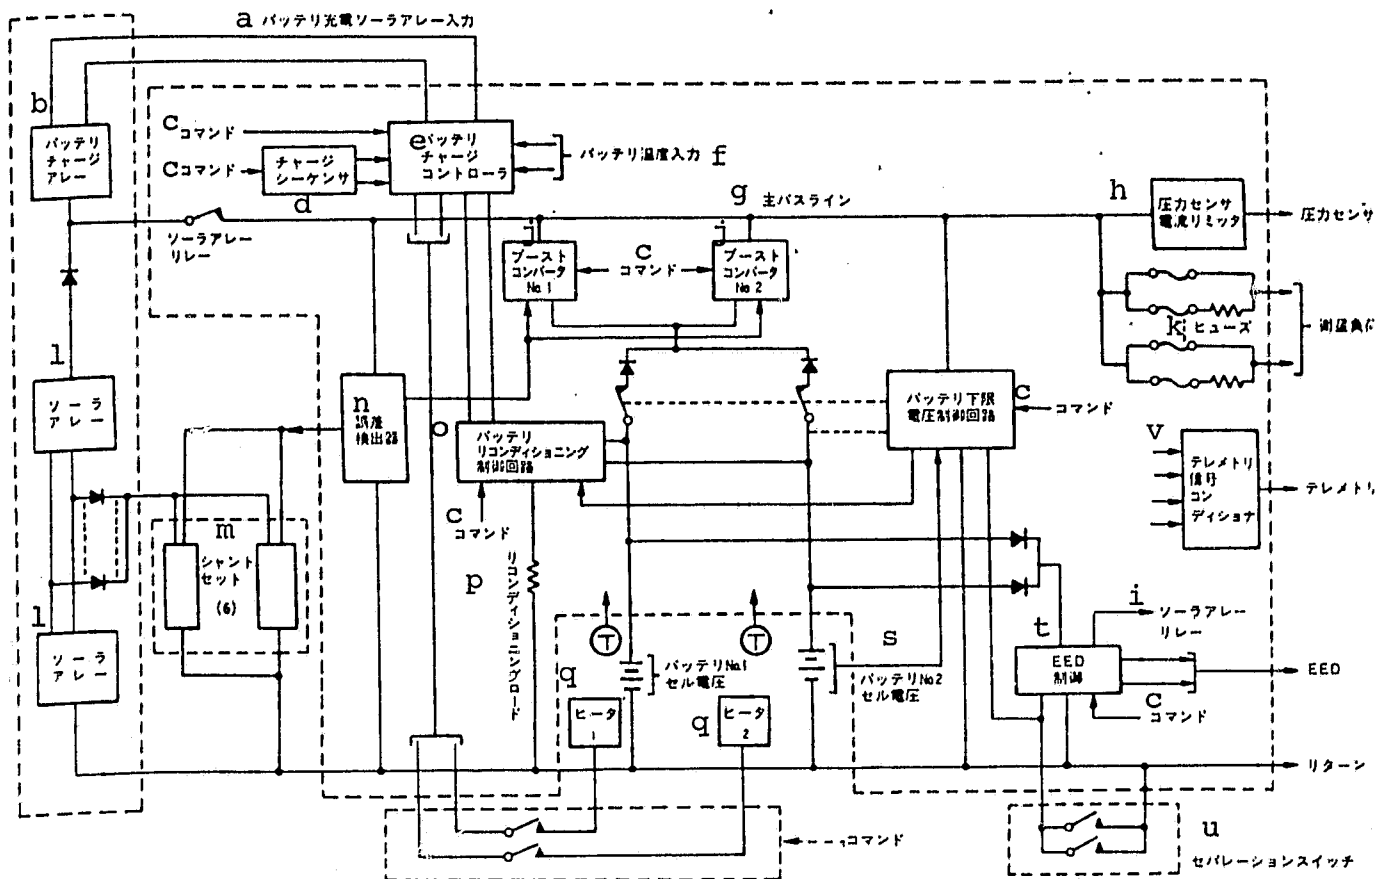 a バッテリ充電ソーラアレー入力
b
バッテリ
チャージ
アレー
c コマンド
c コマンド
チャージ
シーケンサ
d
e バッテリ
チャージ
コントローラ
バッテリ温度入力 f
g 主バスライン
h
圧力センサ
電流リミッタ
圧力センサ
ソーラアレー
リレー
j
ブースト
コンバータ
No.1
c
コマンド
j
ブースト
コンバータ
No.2
k ヒューズ
l
ソーラ
アレー
n
誤差
検出器
o
バッテリ
リコンディショニング
制御回路
c
コマンド
バッテリ下限
電圧制御回路
c
コマンド
v
テレメトリ
信号
コン
ディショナ
テレメトリ
m
シャント
セット
(6)
p
リコンディショニングロード
l
ソーラ
アレー
T
T
q
ヒータ
1
バッテリNo.1
セル電圧
q
ヒータ
2
s
バッテリNo.2
セル電圧
t
EED
制御
i
ソーラアレー
リレー
EED
c
コマンド
リターン
コマンド
u
セパレーションスイッチ